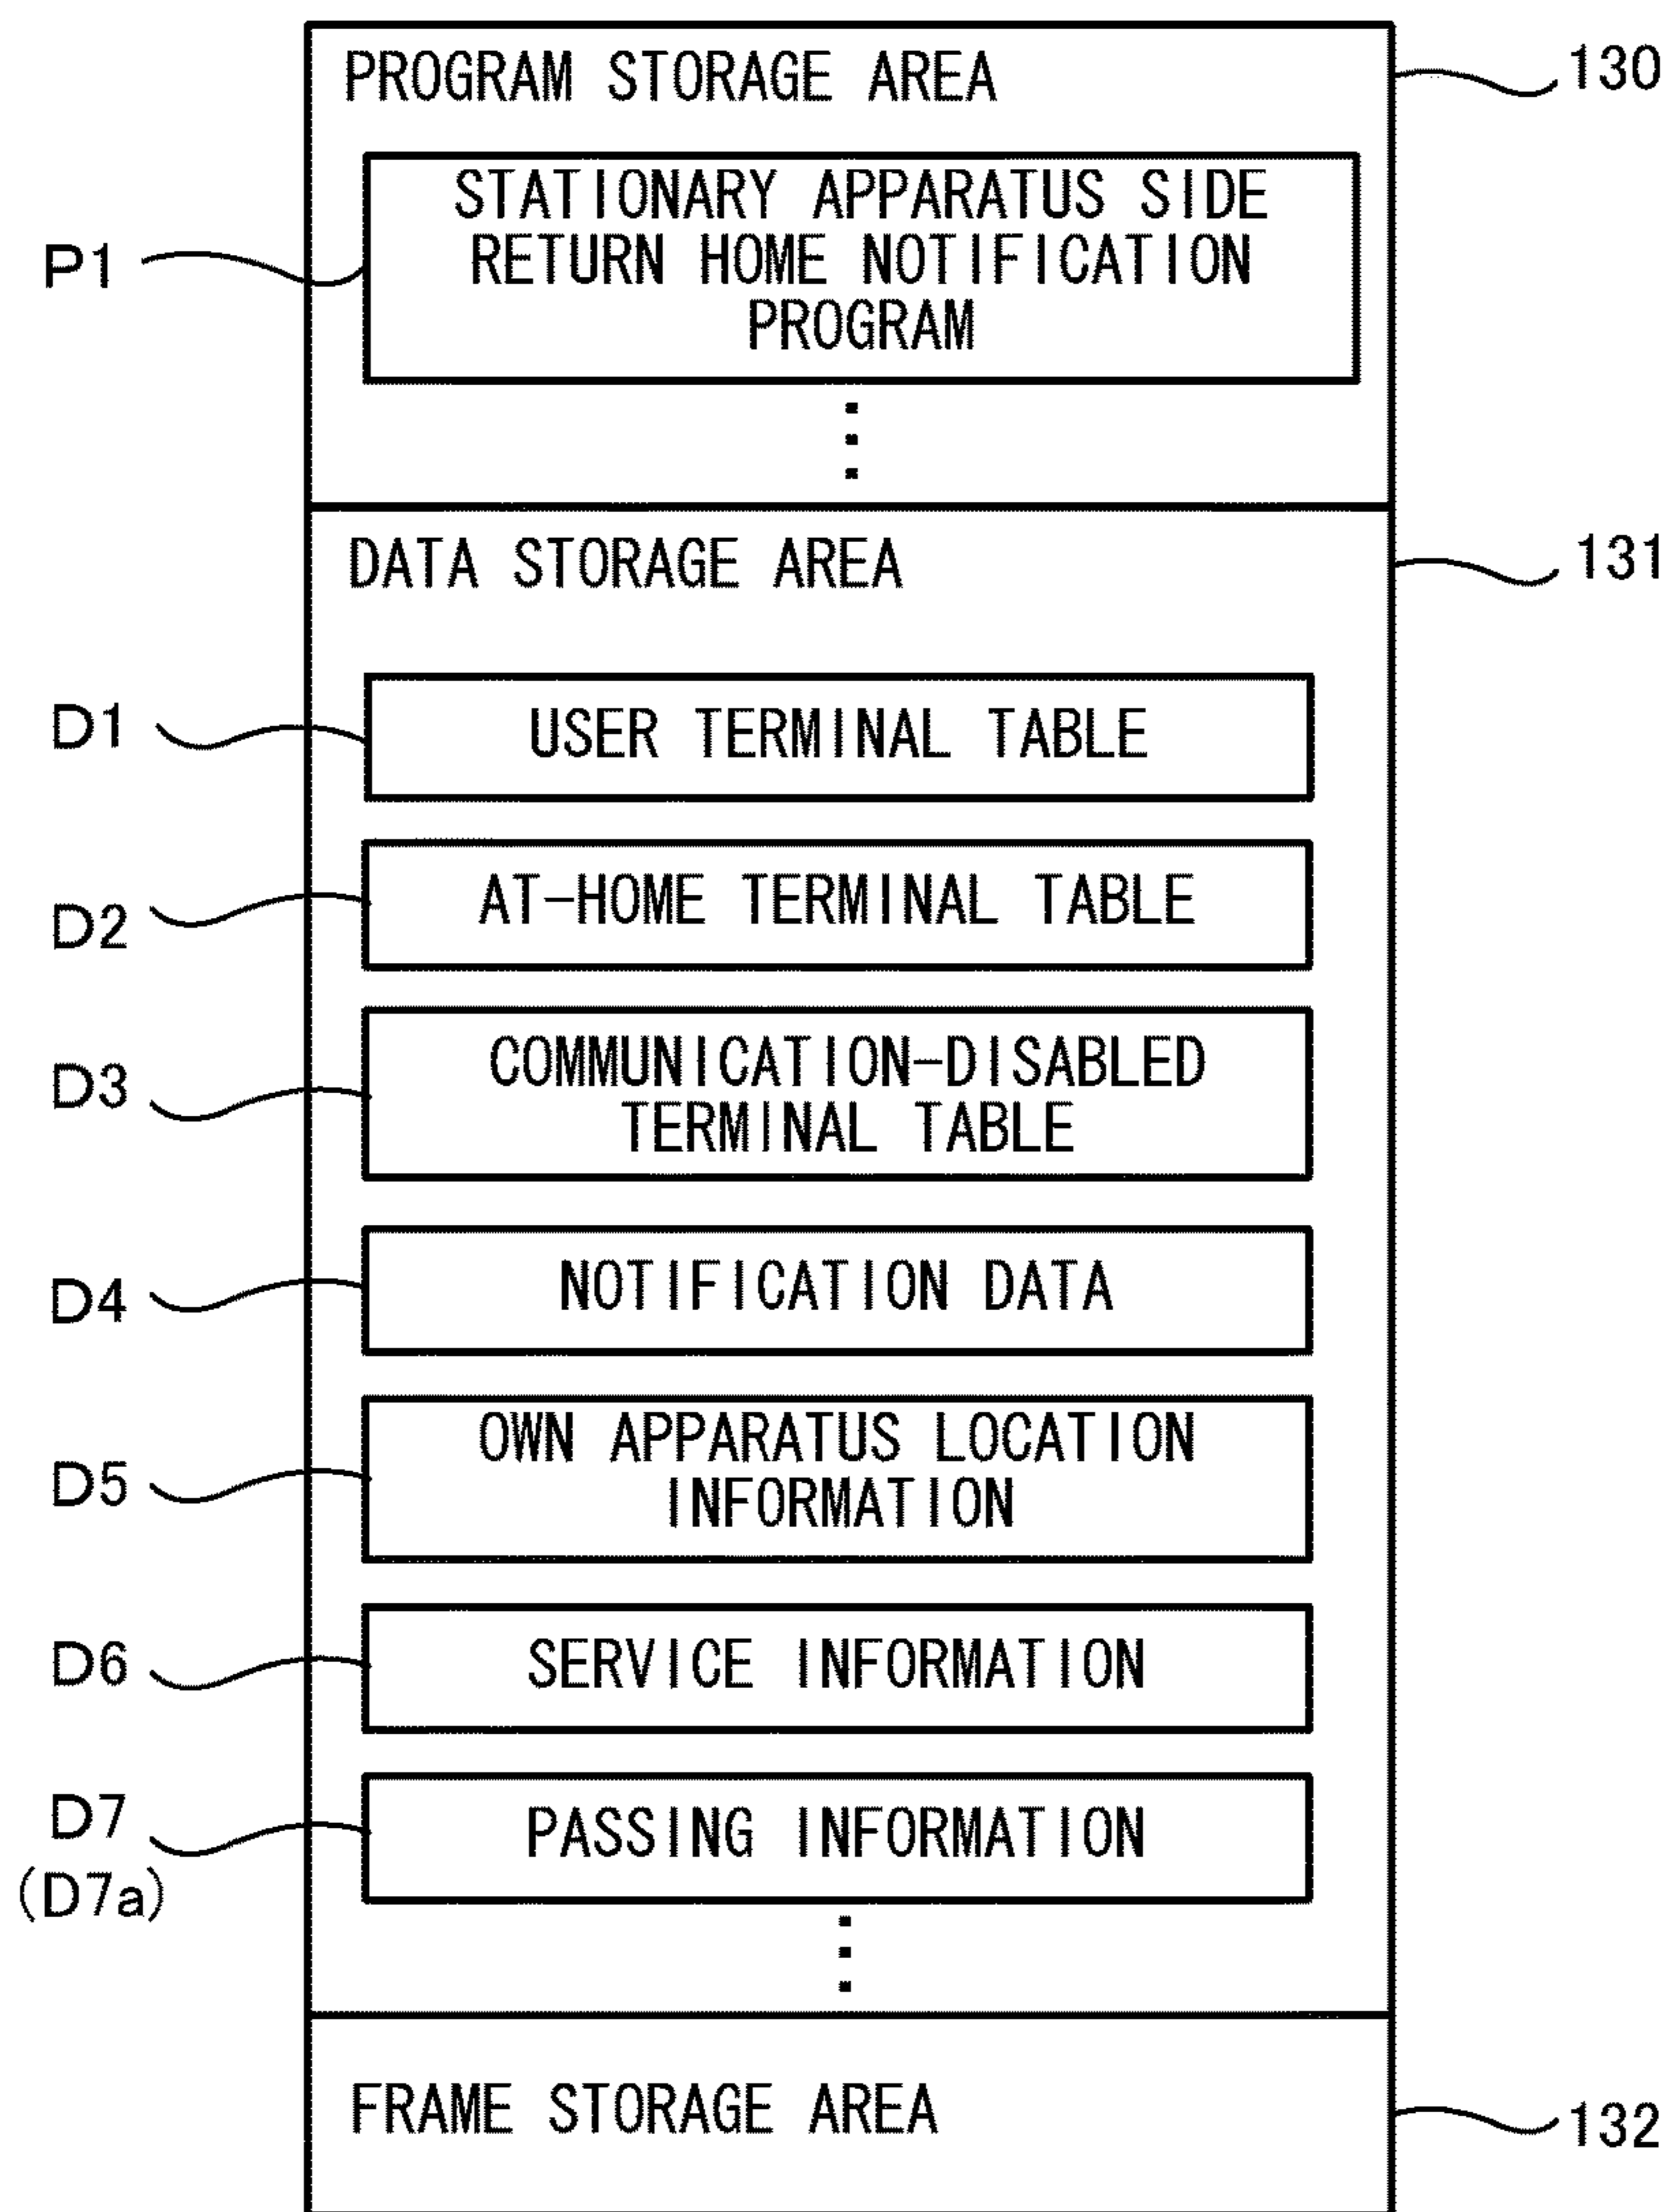 PROGRAM STORAGE AREA
130
P1
STATIONARY APPARATUS SIDE
RETURN HOME NOTIFICATION
PROGRAM
DATA STORAGE AREA
131
D1
USER TERMINAL TABLE
D2
AT-HOME TERMINAL TABLE
D3
COMMUNICATION-DISABLED
TERMINAL TABLE
D4
NOTIFICATION DATA
D5
OWN APPARATUS LOCATION
INFORMATION
D6
SERVICE INFORMATION
D7
(D7a)
PASSING INFORMATION
FRAME STORAGE AREA
132